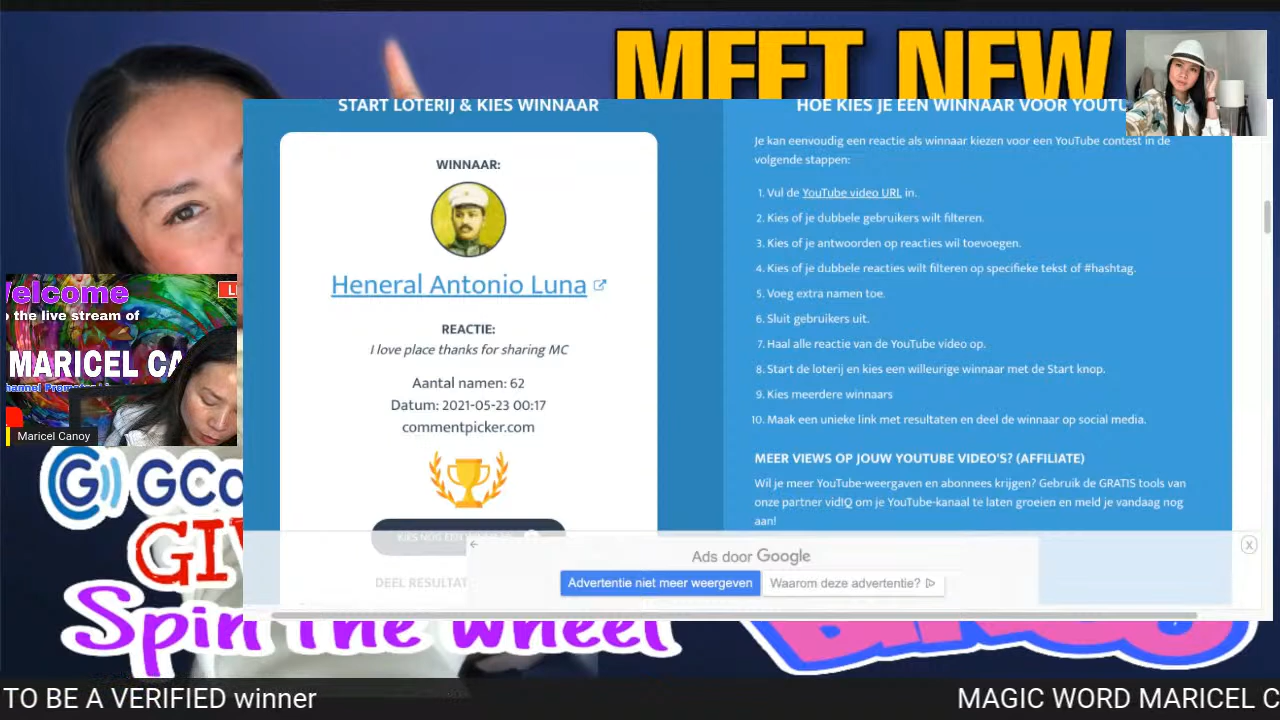 MEET NEW
START LOTERIJ & KIES WINNAAR
WINNAAR:
Heneral Antonio Luna
REACTIE:
I love place thanks for sharing MC
Aantal namen: 62
Datum: 2021-05-23 00:17
commentpicker.com
DEEL RESULTAT
HOE KIES JE EEN WINNAAR VOOR YOUTU
Je kan eenvoudig een reactie als winnaar kiezen voor een YouTube contest in de
volgende stappen:
1. Vul de YouTube video URL in.
2. Kies of je dubbele gebruikers wilt filteren.
3. Kies of je antwoorden op reacties wil toevoegen.
4. Kies of je dubbele reacties wilt filteren op specifieke tekst of #hashtag.
5. Voeg extra namen toe.
6. Sluit gebruikers uit.
7. Haal alle reactie van de YouTube video op.
8. Start de loterij en kies een willeurige winnaar met de Start knop.
9. Kies meerdere winnaars
10. Maak een unieke link met resultaten en deel de winnaar op social media.
MEER VIEWS OP JOUW YOUTUBE VIDEO'S? (AFFILIATE)
Wil je meer YouTube-weergaven en abonnees krijgen? Gebruik de GRATIS tools van
onze partner vidIQ om je YouTube-kanaal te laten groeien en meld je vandaag nog
aan!
Ads door Google
Advertentie niet meer weergeven
Waarom deze advertentie?
Welcome
o the live stream of
MARICEL CA
Maricel Canoy
GCa
GIV
Spin the wheel
BINGO
TO BE A VERIFIED winner
MAGIC WORD MARICEL C